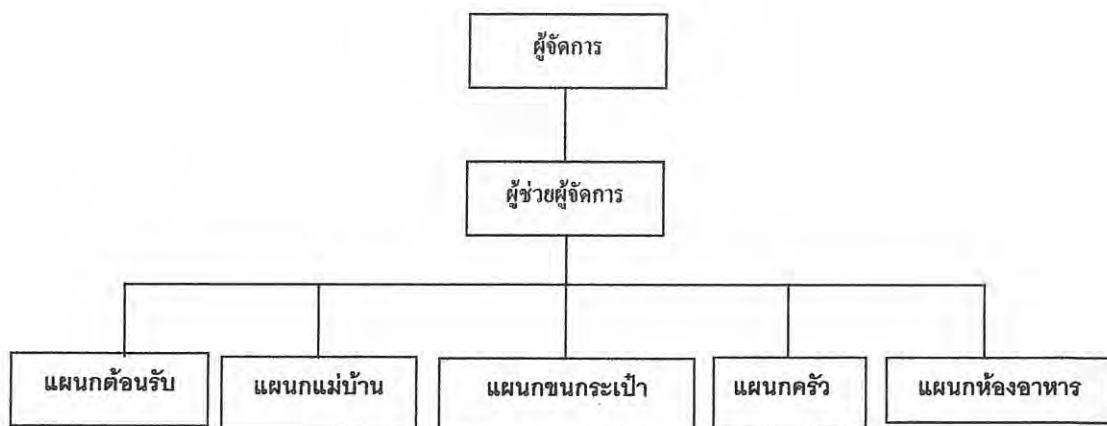 ผู้จัดการ
ผู้ช่วยผู้จัดการ
แผนกต้อนรับ
แผนกแม่บ้าน
แผนกขนกระเป๋า
แผนกครัว
แผนกห้องอาหาร